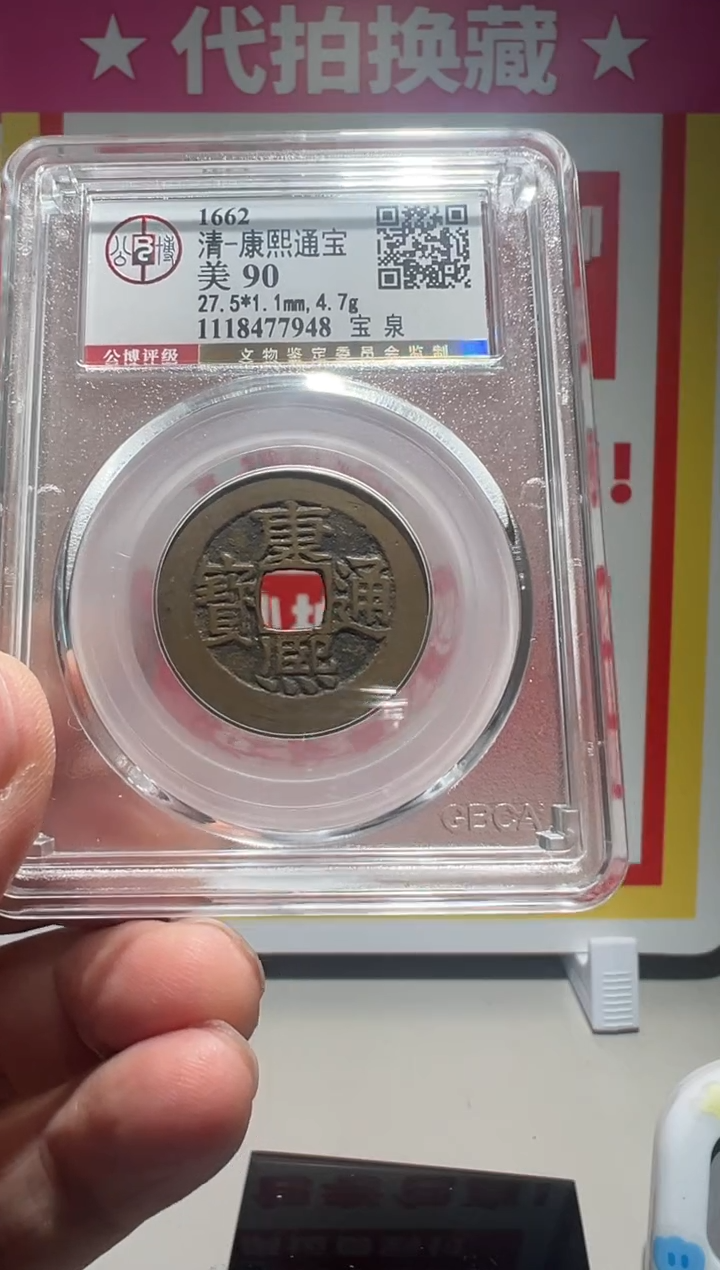 ★代拍换藏★
1662
清-康熙通宝
美 90
27.5*1.1mm, 4.7g
1118477948 宝 泉
公博评级 文物鉴定委员会监制
康熙通寳
GBCA
!